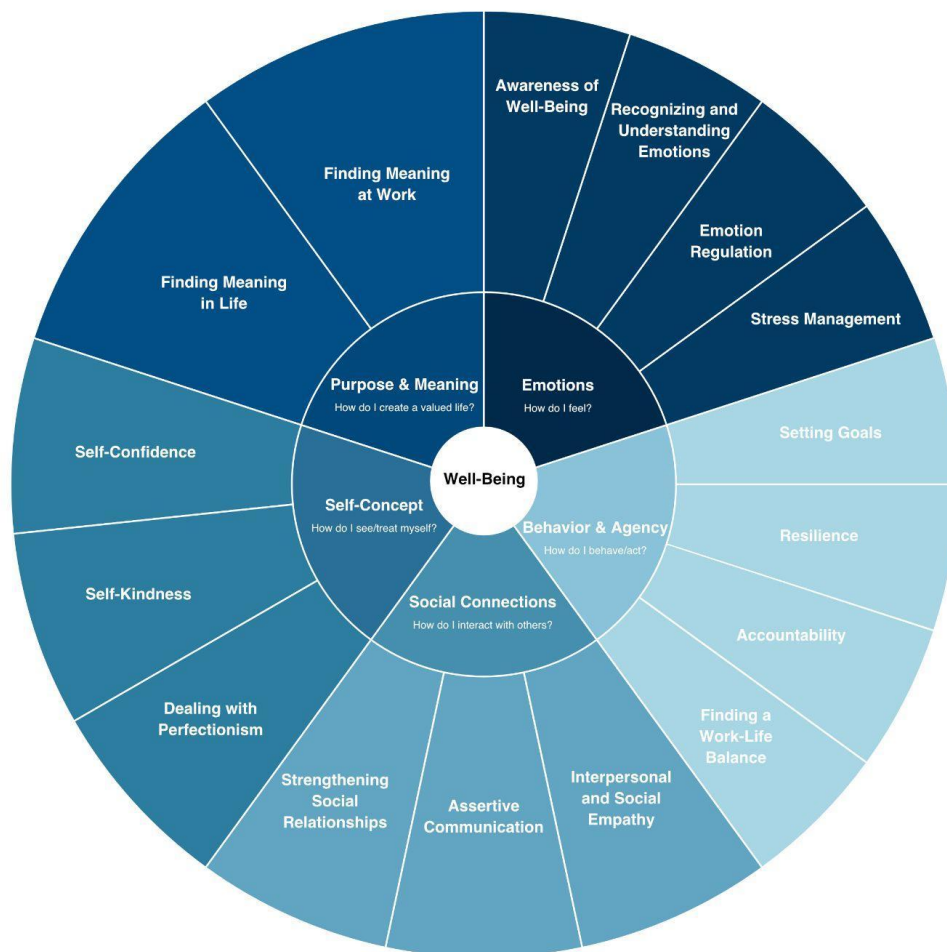 Well-Being
Emotions
How do I feel?
Awareness of
Well-Being
Recognizing and
Understanding
Emotions
Emotion
Regulation
Stress Management
Behavior & Agency
How do I behave/act?
Setting Goals
Resilience
Accountability
Finding a
Work-Life
Balance
Social Connections
How do I interact with others?
Interpersonal
and Social
Empathy
Assertive
Communication
Strengthening
Social
Relationships
Self-Concept
How do I see/treat myself?
Dealing with
Perfectionism
Self-Kindness
Self-Confidence
Purpose & Meaning
How do I create a valued life?
Finding Meaning
in Life
Finding Meaning
at Work